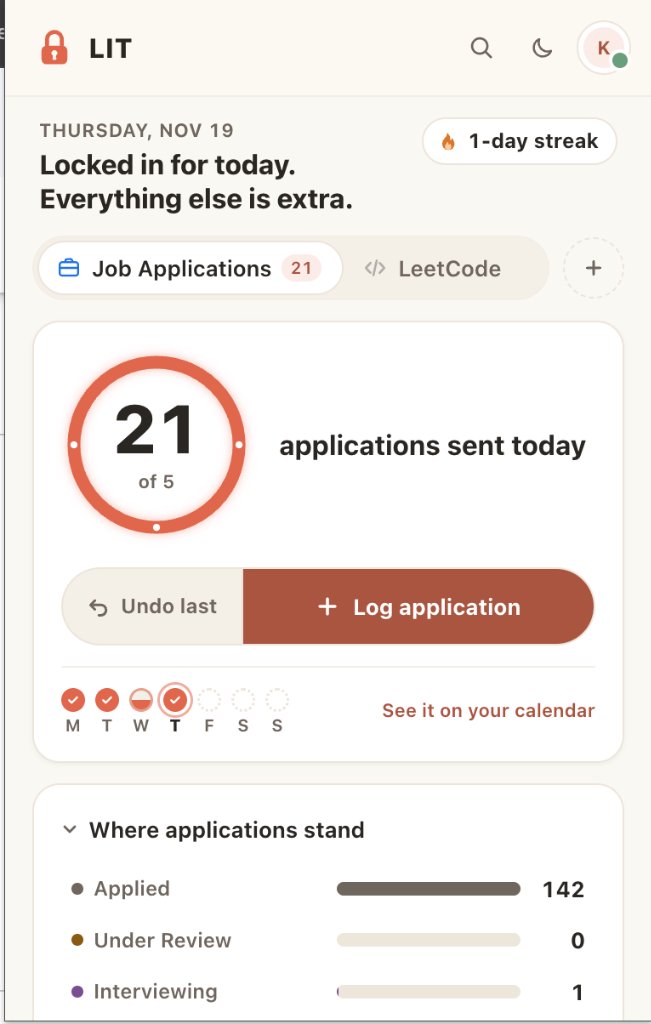 LIT
K
THURSDAY, NOV 19
Locked in for today.
Everything else is extra.
1-day streak
Job Applications 21
LeetCode
21
of 5
applications sent today
Undo last
Log application
M T W T F S S
See it on your calendar
Where applications stand
Applied 142
Under Review 0
Interviewing 1